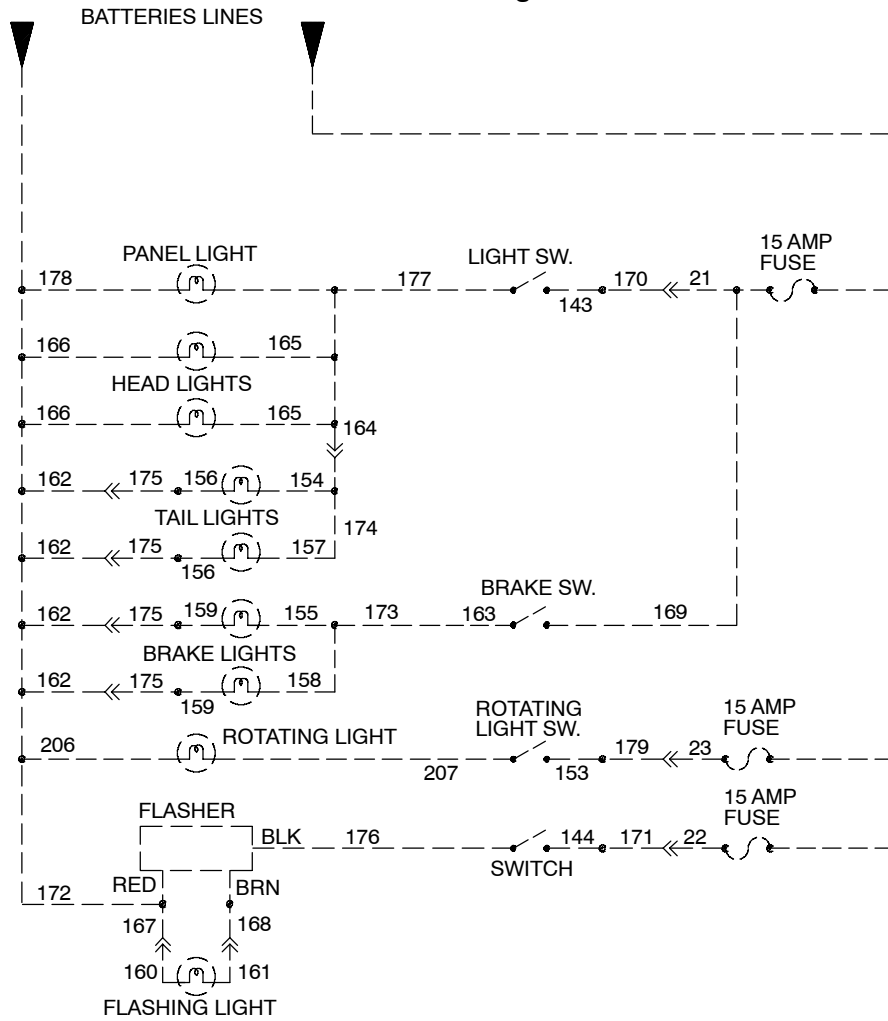 BATTERIES LINES
15 AMP
FUSE
PANEL LIGHT
LIGHT SW.
178
177
143
170
21
166
165
HEAD LIGHTS
166
165
164
162
175
156
154
TAIL LIGHTS
174
162
175
156
157
BRAKE SW.
162
175
159
155
173
163
169
BRAKE LIGHTS
162
175
159
158
ROTATING
LIGHT SW.
15 AMP
FUSE
206
ROTATING LIGHT
207
153
179
23
15 AMP
FUSE
FLASHER
BLK
176
144
171
22
SWITCH
RED
BRN
172
167
168
160
161
FLASHING LIGHT